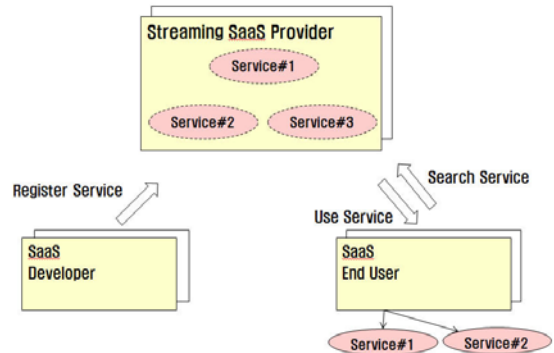 Streaming SaaS Provider
Service#1
Service#2
Service#3
Register Service
Search Service
Use Service
SaaS
Developer
SaaS
End User
Service#1
Service#2